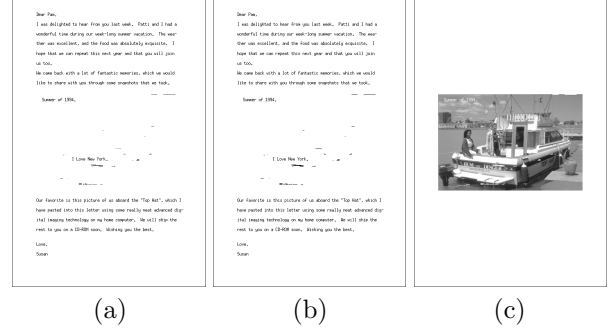 Dear Pam,
I was delighted to hear from you last week. Patti and I had a
wonderful time during our week-long summer vacation. The wea-
ther was excellent, and the food was absolutely exquisite. I
hope that we can repeat this next year and that you will join
us too.
We came back with a lot of fantastic memories, which we would
like to share with you through some snapshots that we took.
Summer of 1994.
I Love New York.
Our favorite is this picture of us aboard the "Top Hat", which I
have pasted into this letter using some really neat advanced dig-
ital imaging technology on my home computer. We will ship the
rest to you on a CD-ROM soon. Wishing you the best,
Love,
Susan
(a)
Dear Pam,
I was delighted to hear from you last week. Patti and I had a
wonderful time during our week-long summer vacation. The wea-
ther was excellent, and the food was absolutely exquisite. I
hope that we can repeat this next year and that you will join
us too.
We came back with a lot of fantastic memories, which we would
like to share with you through some snapshots that we took.
Summer of 1994.
I Love New York.
Our favorite is this picture of us aboard the "Top Hat", which I
have pasted into this letter using some really neat advanced dig-
ital imaging technology on my home computer. We will ship the
rest to you on a CD-ROM soon. Wishing you the best,
Love,
Susan
(b)
Summer of 1994.
(c)